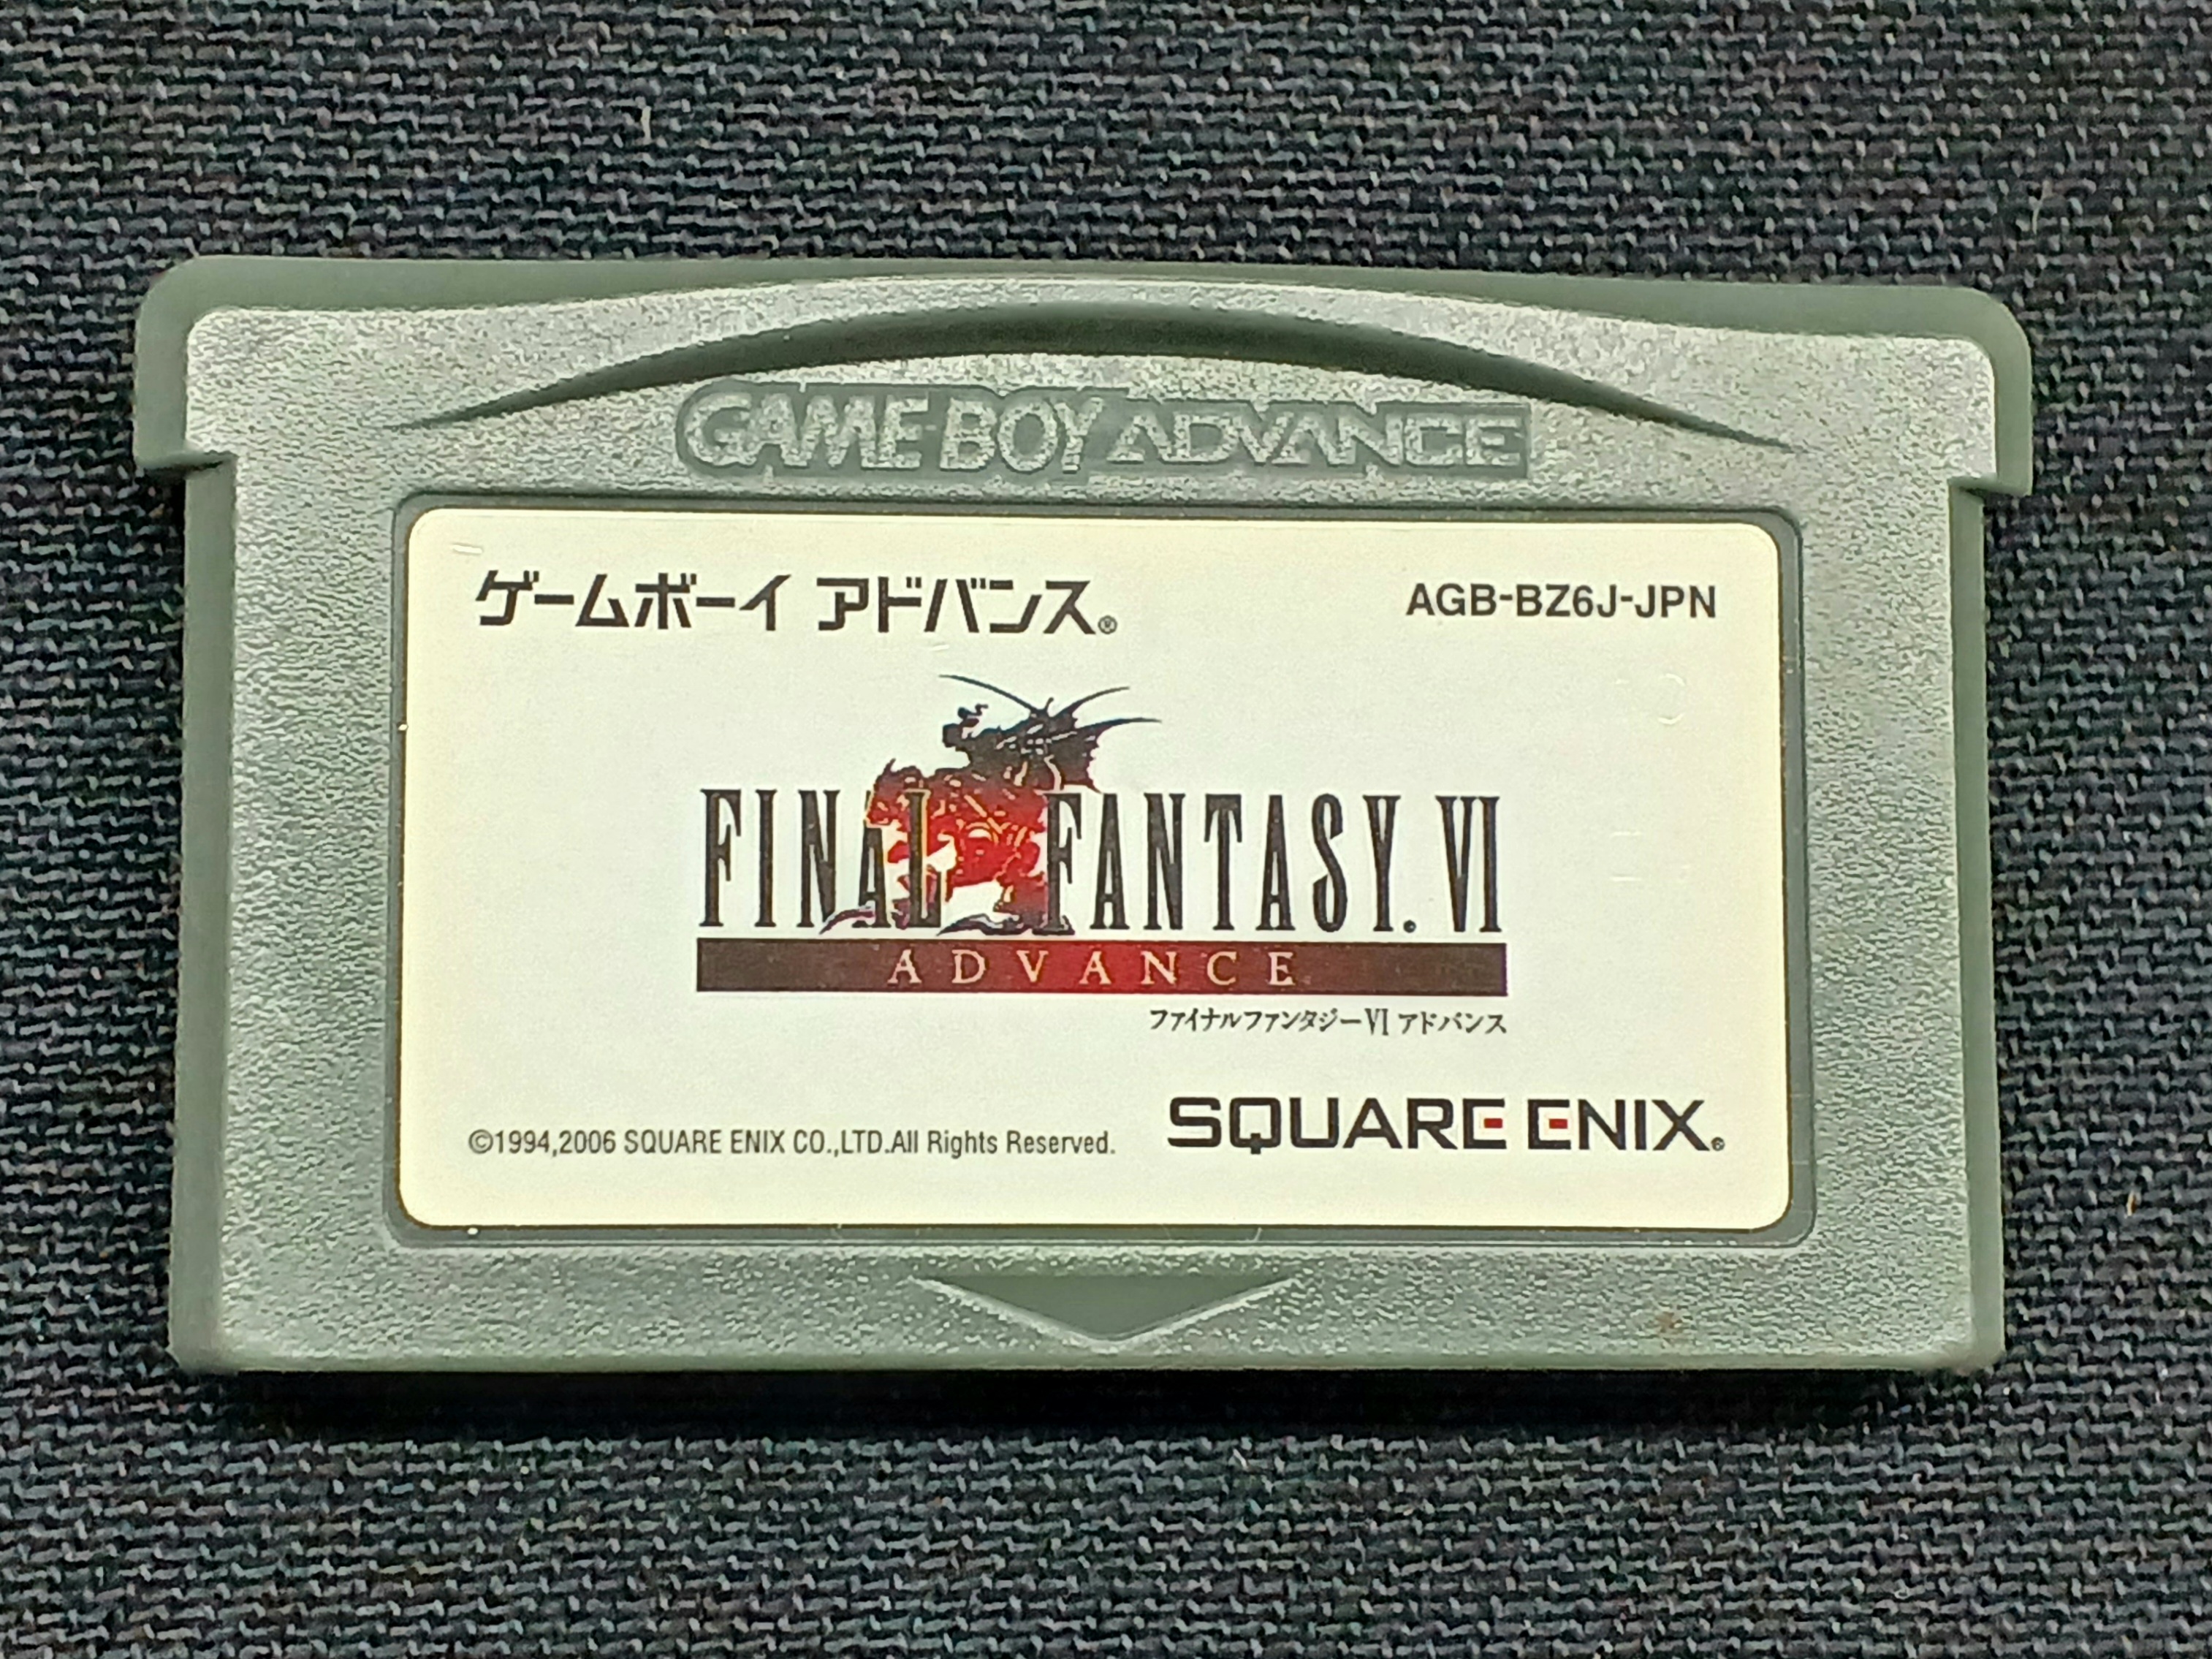 GAME BOY ADVANCE
ゲームボーイ アドバンス®
AGB-BZ6J-JPN
FINAL FANTASY. VI
ADVANCE
ファイナルファンタジーVI アドバンス
©1994,2006 SQUARE ENIX CO.,LTD.All Rights Reserved.
SQUARE ENIX®